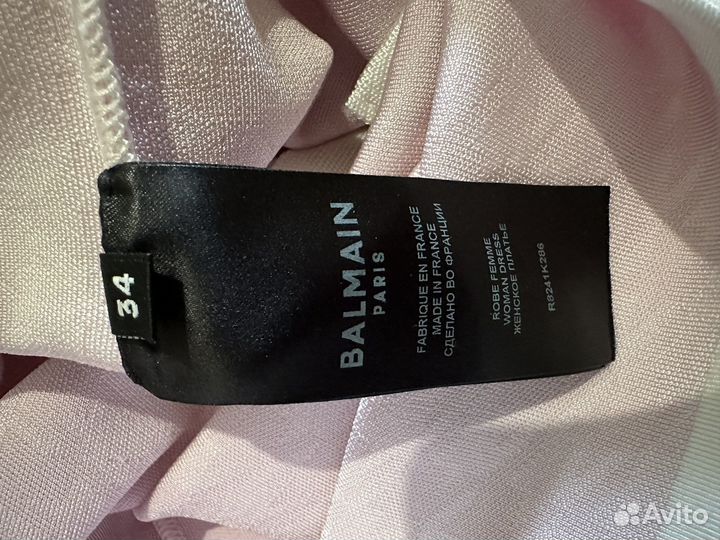 BALMAIN
PARIS
FABRIQUE EN FRANCE
MADE IN FRANCE
СДЕЛАНО ВО ФРАНЦИИ
ROBE FEMME
WOMAN DRESS
ЖЕНСКОЕ ПЛАТЬЕ
R8241K286
34
Avito